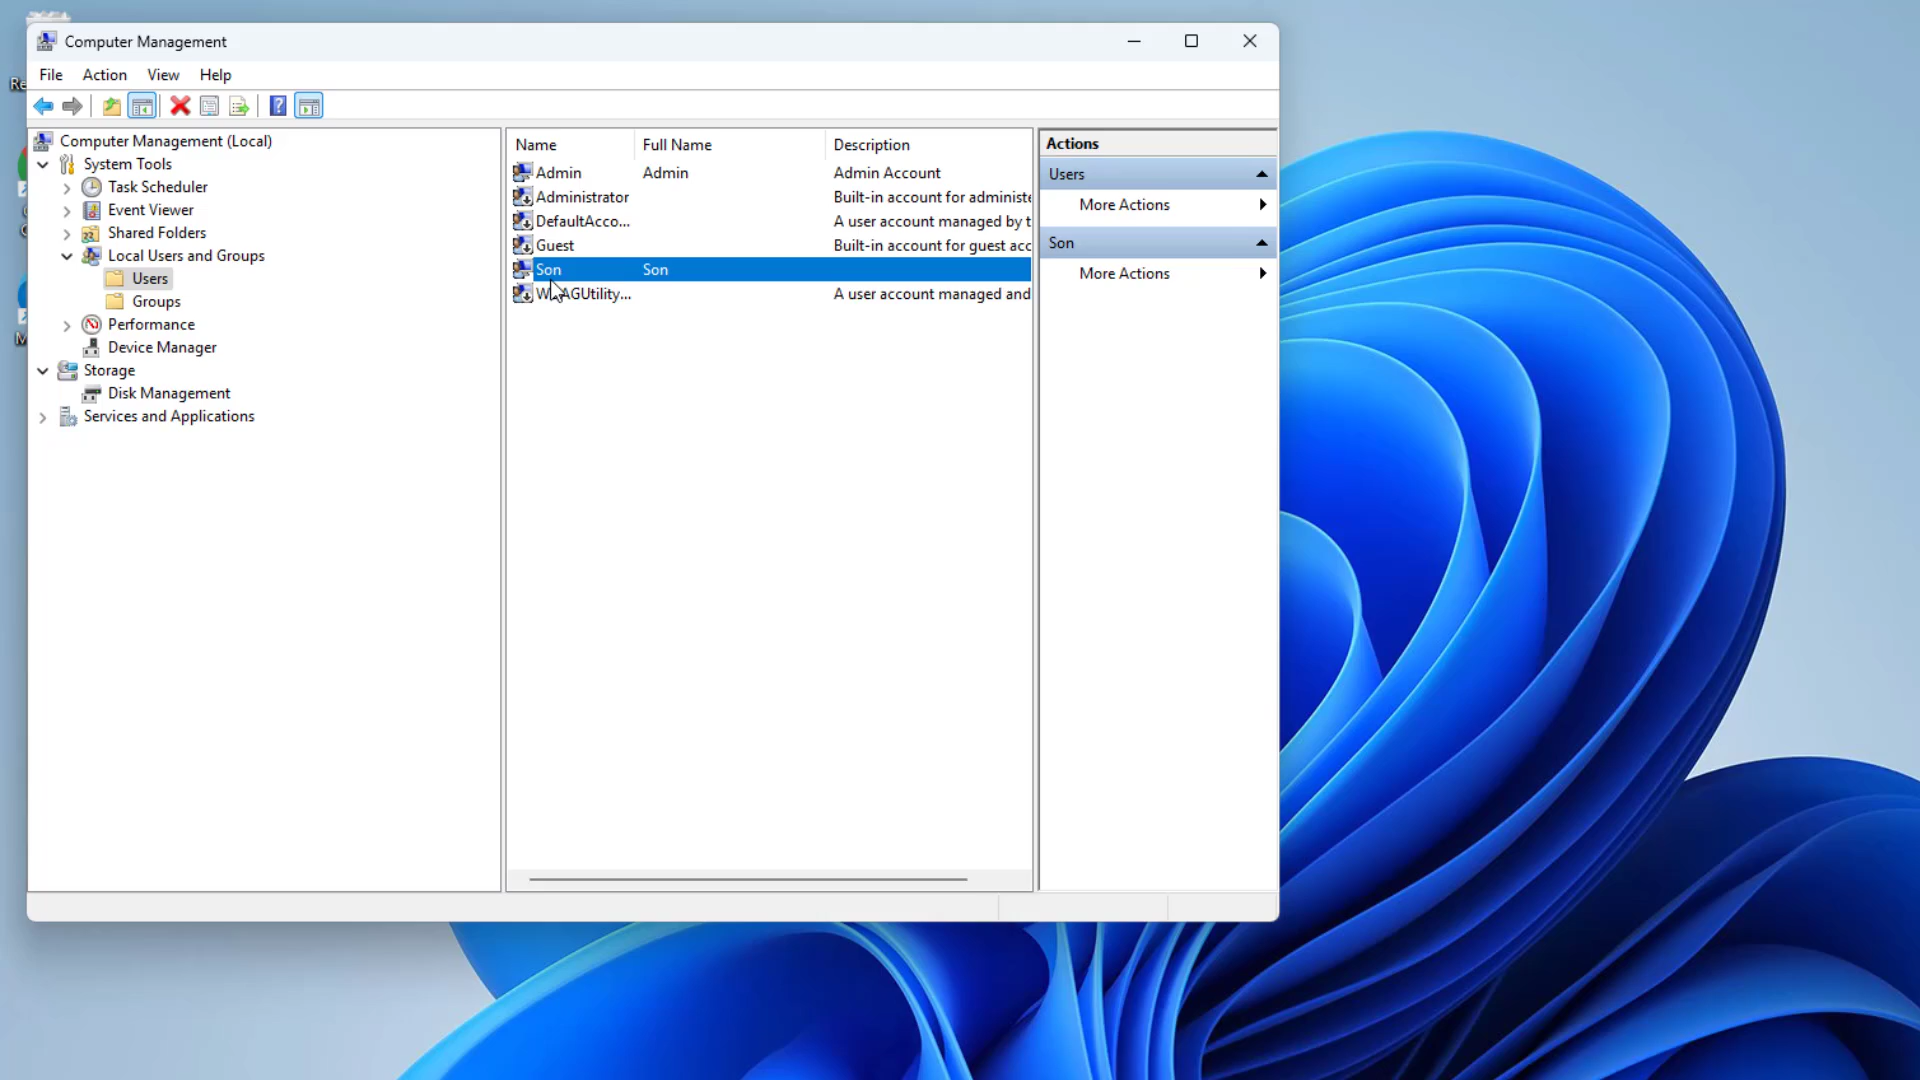 Computer Management
File Action View Help
Computer Management (Local)
System Tools
Task Scheduler
Event Viewer
Shared Folders
Local Users and Groups
Users
Groups
Performance
Device Manager
Storage
Disk Management
Services and Applications
Name Full Name Description
Admin Admin Admin Account
Administrator Built-in account for administe
DefaultAcco... A user account managed by t
Guest Built-in account for guest acc
Son Son
A user account managed and
Actions
Users
More Actions
Son
More Actions
Re